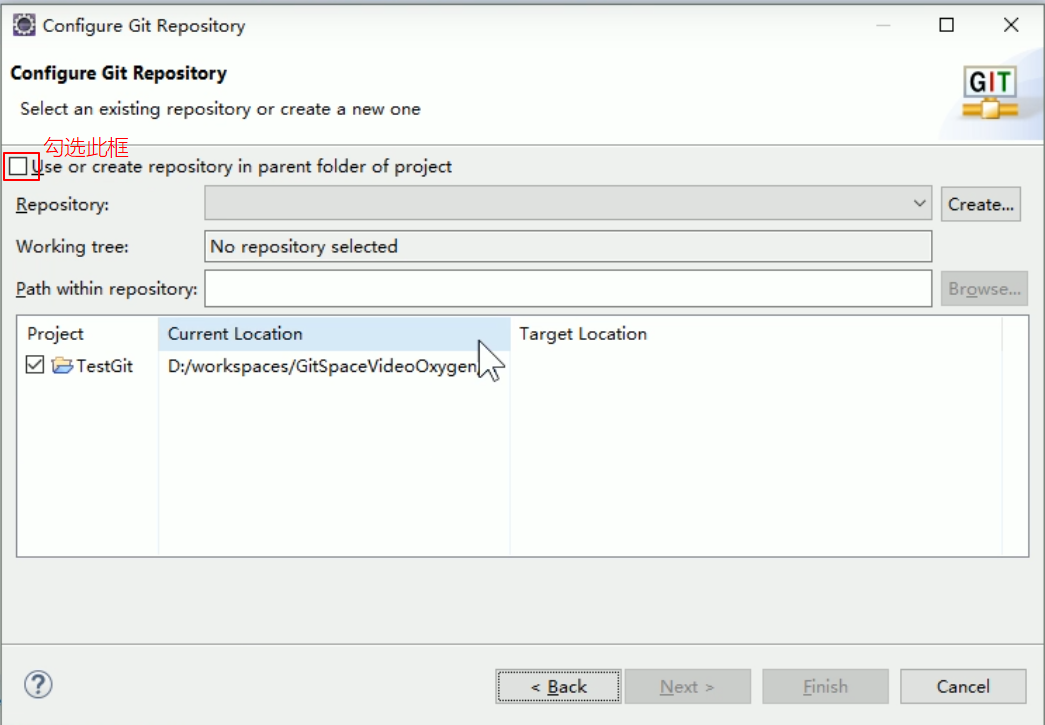 Configure Git Repository
Configure Git Repository
Select an existing repository or create a new one
GIT
勾选此框
Use or create repository in parent folder of project
Repository:
Create...
Working tree:
No repository selected
Path within repository:
Browse...
Project
Current Location
Target Location
TestGit
D:/workspaces/GitSpaceVideoOxygen
?
< Back
Next >
Finish
Cancel